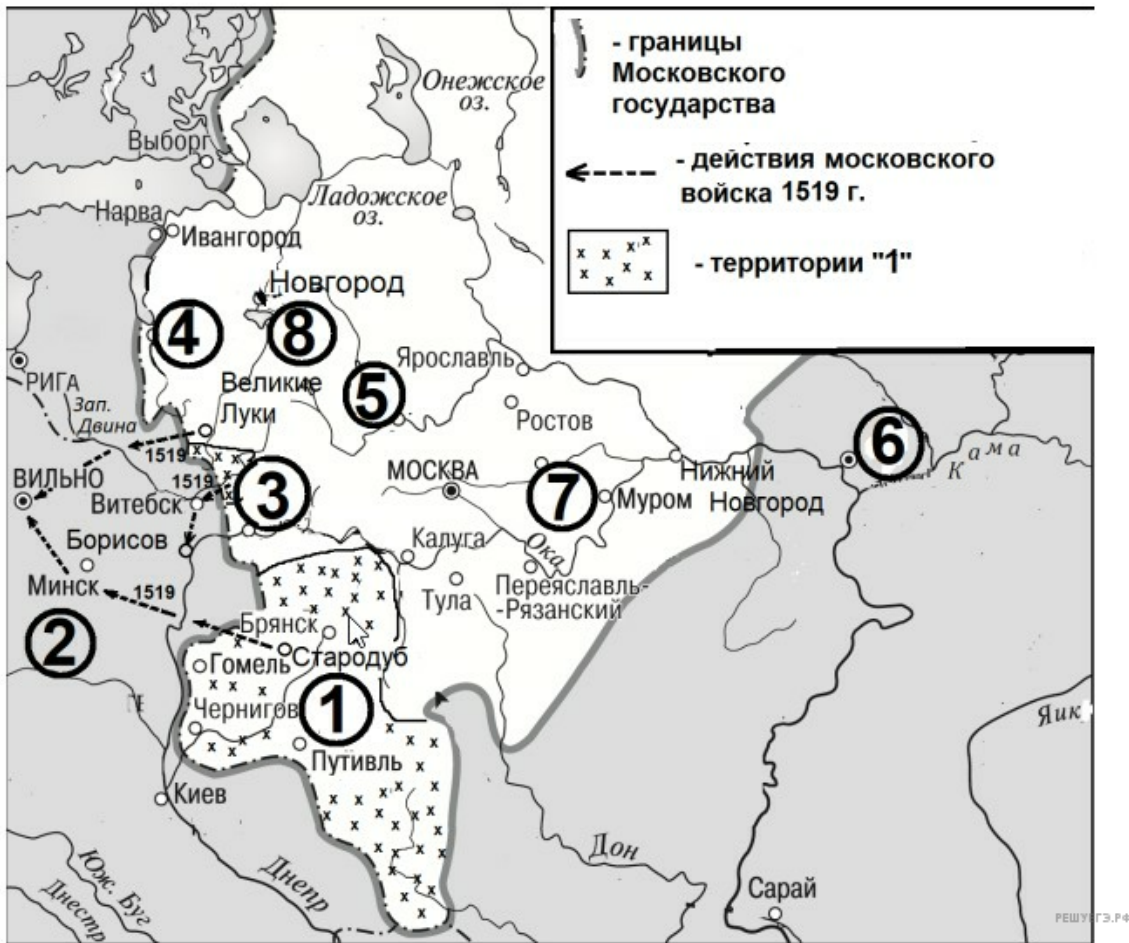 - границы
Московского
государства
- действия московского
войска 1519 г.
- территории "1"
Онежское
оз.
Выборг
Ладожское
оз.
Нарва
Ивангород
Новгород
4
8
Ярославль
РИГА
Великие
Луки
5
Зап.
Двина
Ростов
6
Кама
1519
ВИЛЬНО
1519
3
МОСКВА
7
Нижний
Новгород
Муром
Витебск
Борисов
Калуга
Ока
МИНСК
1519
Тула
Переяславль-
-Рязанский
2
Брянск
Стародуб
Гомель
1
Чернигов
Яик
Путивль
Киев
Дон
Юж. Буг
Днепр
Днестр
Сарай
РЕШУЕГЭ.РФ